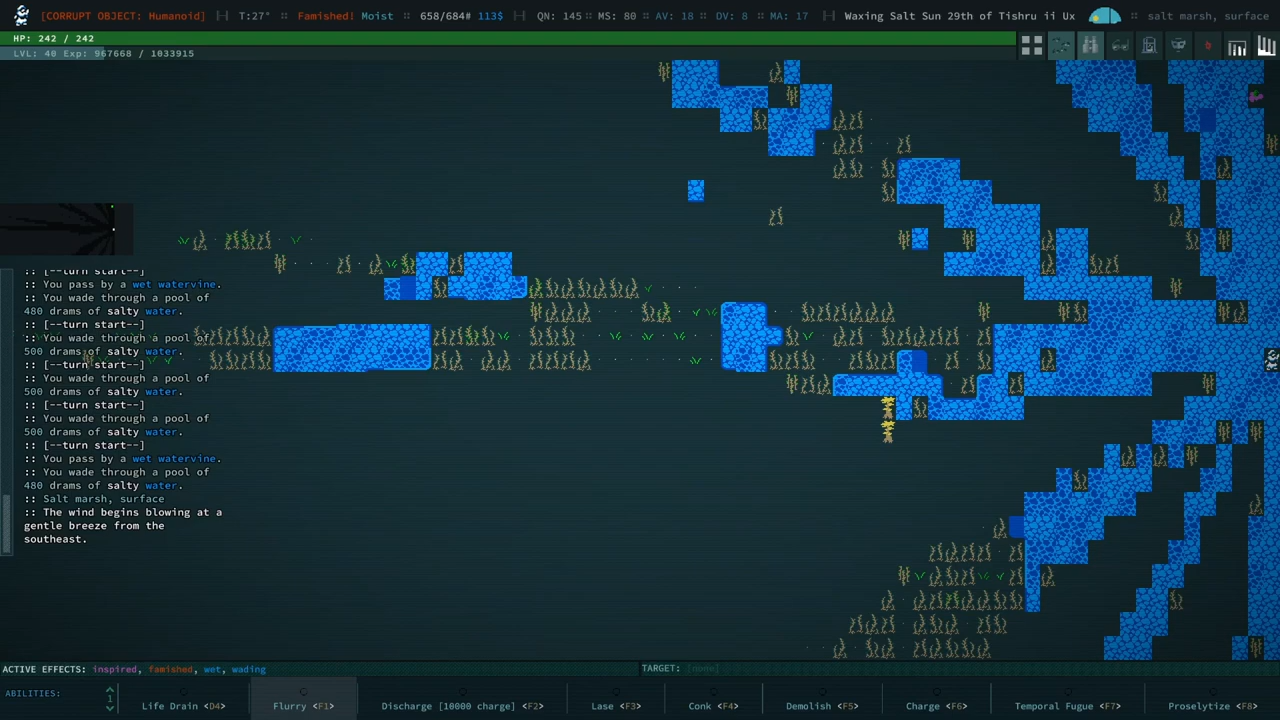 [CORRUPT OBJECT: Humanoid] T:27° :: Famished! Moist :: 658/684# 113$ QN: 145 :: MS: 80 :: AV: 18 :: DV: 8 :: MA: 17 Waxing Salt Sun 29th of Tishru ii Ux :: salt marsh, surface
HP: 242 / 242
LVL: 40 Exp: 967668 / 1033915
:: [--turn start--]
:: You pass by a wet watervine.
:: You wade through a pool of
480 drams of salty water.
:: [--turn start--]
:: You wade through a pool of
500 drams of salty water.
:: [--turn start--]
:: You wade through a pool of
500 drams of salty water.
:: [--turn start--]
:: You wade through a pool of
500 drams of salty water.
:: [--turn start--]
:: You pass by a wet watervine.
:: You wade through a pool of
480 drams of salty water.
:: Salt marsh, surface
:: The wind begins blowing at a
gentle breeze from the
southeast.
ACTIVE EFFECTS: inspired, famished, wet, wading TARGET: [none]
ABILITIES: 1 Life Drain <D4> Flurry <F1> Discharge [10000 charge] <F2> Lase <F3> Conk <F4> Demolish <F5> Charge <F6> Temporal Fugue <F7> Proselytize <F8>